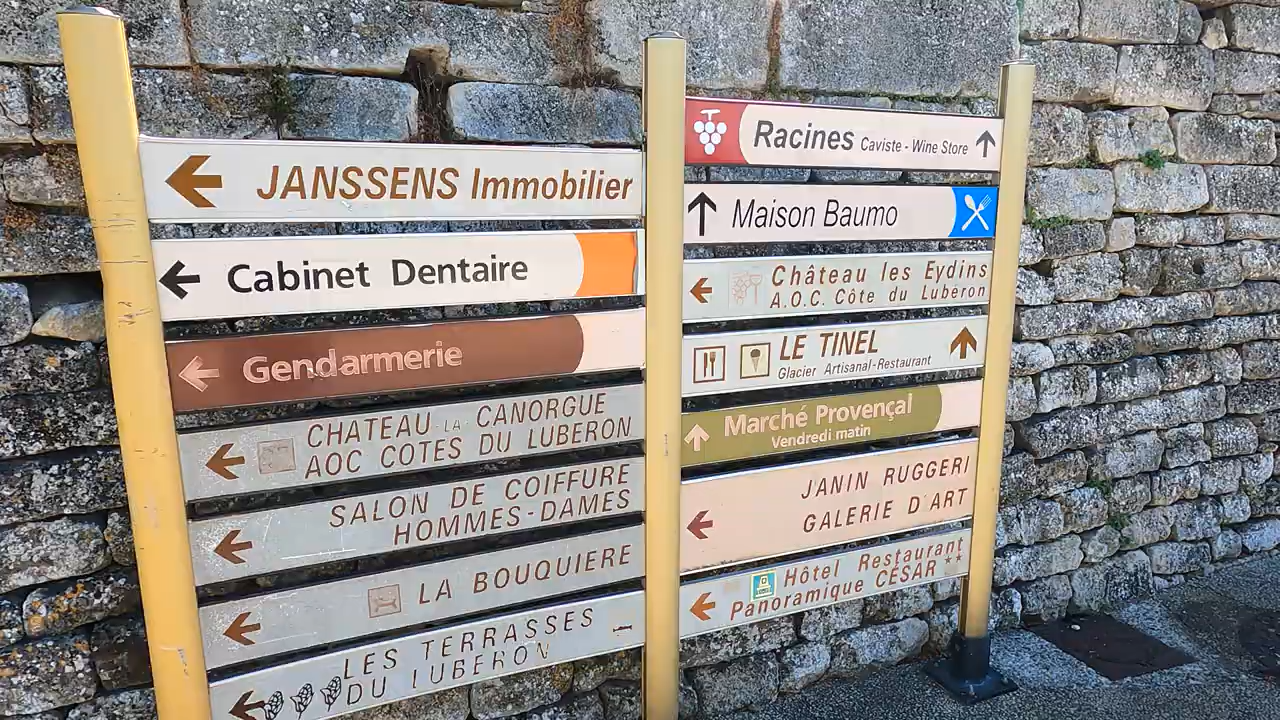 JANSSENS Immobilier
Cabinet Dentaire
Gendarmerie
CHATEAU LA CANORGUE
AOC COTES DU LUBERON
SALON DE COIFFURE
HOMMES-DAMES
LA BOUQUIERE
LES TERRASSES
DU LUBERON
Racines Caviste - Wine Store
Maison Baumo
Château les Eydins
A.O.C. Côte du Lubéron
LE TINEL
Glacier Artisanal-Restaurant
Marché Provençal
Vendredi matin
JANIN RUGGERI
GALERIE D'ART
Hôtel Restaurant
Panoramique CÉSAR **